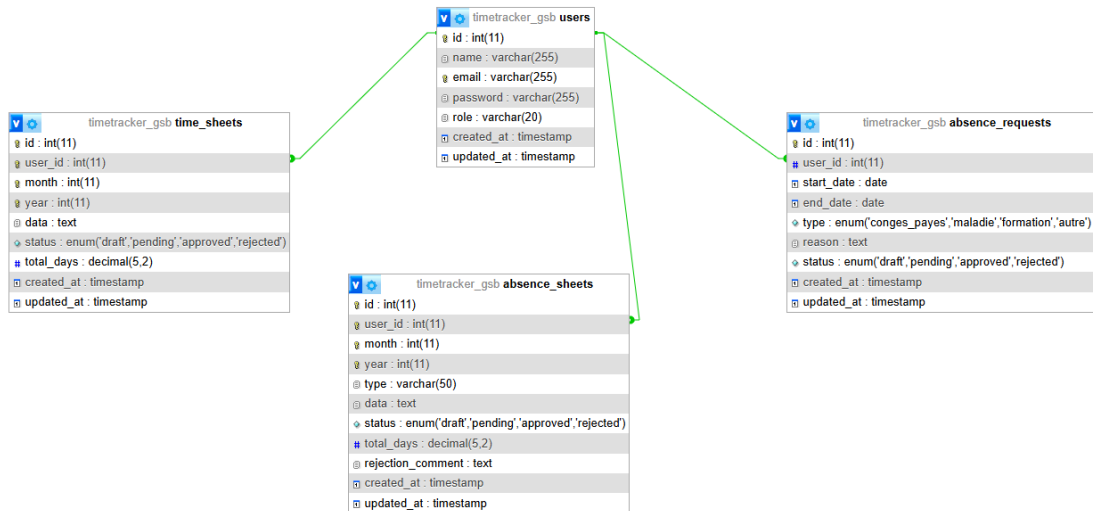 timetracker_gsb users
id : int(11)
name : varchar(255)
email : varchar(255)
password : varchar(255)
role : varchar(20)
created_at : timestamp
updated_at : timestamp
timetracker_gsb time_sheets
id : int(11)
user_id : int(11)
month : int(11)
year : int(11)
data : text
status : enum('draft','pending','approved','rejected')
total_days : decimal(5,2)
created_at : timestamp
updated_at : timestamp
timetracker_gsb absence_requests
id : int(11)
user_id : int(11)
start_date : date
end_date : date
type : enum('conges_payes','maladie','formation','autre')
reason : text
status : enum('draft','pending','approved','rejected')
created_at : timestamp
updated_at : timestamp
timetracker_gsb absence_sheets
id : int(11)
user_id : int(11)
month : int(11)
year : int(11)
type : varchar(50)
data : text
status : enum('draft','pending','approved','rejected')
total_days : decimal(5,2)
rejection_comment : text
created_at : timestamp
updated_at : timestamp